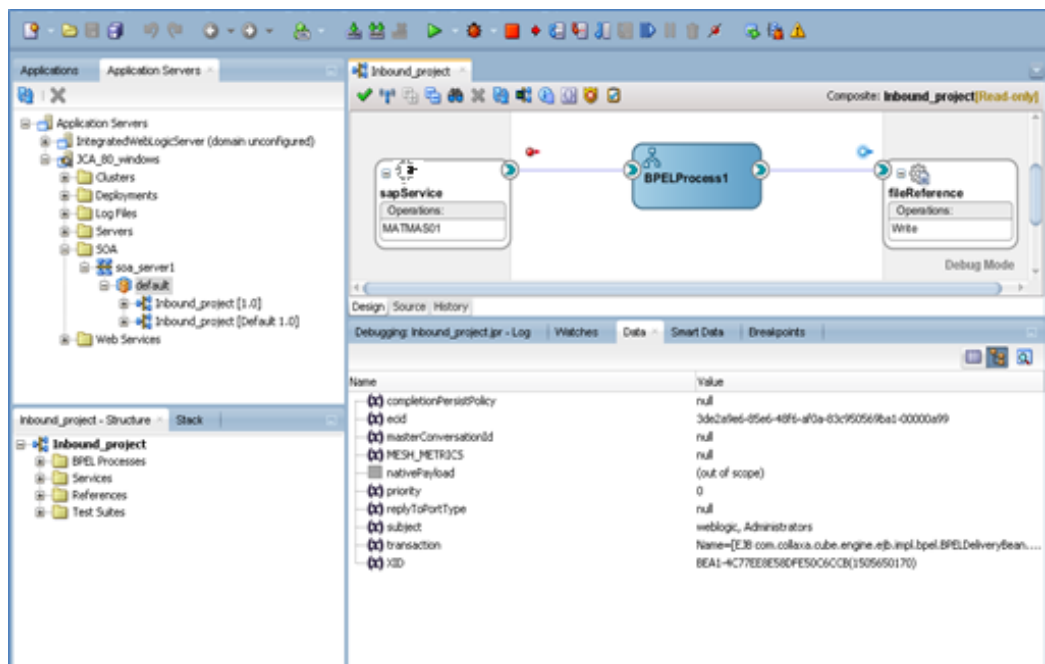 Applications
Application Servers
Application Servers
IntegratedWebLogicServer (domain unconfigured)
JCA_80_windows
Clusters
Deployments
Log Files
Servers
SOA
soa_server1
default
Inbound_project [1.0]
Inbound_project [Default 1.0]
Web Services
Inbound_project - Structure
Stack
Inbound_project
BPEL Processes
Services
References
Test Suites
Inbound_project
Composite: Inbound_project[Read-only]
sapService
Operations:
MATMAS01
BPELProcess1
fileReference
Operations:
Write
Debug Mode
Design Source History
Debugging: Inbound_project.jpr - Log
Watches
Data
Smart Data
Breakpoints
Name Value
completionPersistPolicy null
ecid 3de2a9e6-85e6-48f6-af0a-83c950569ba1-00000a99
masterConversationId null
MESH_METRICS null
nativePayload (out of scope)
priority 0
replyToPortType null
subject weblogic, Administrators
transaction Name=[EJB com.collaxa.cube.engine.ejb.impl.bpel.BPELDeliveryBean....
XID BEA1-4C77EE8E58DFE50C6CCB(1505650170)